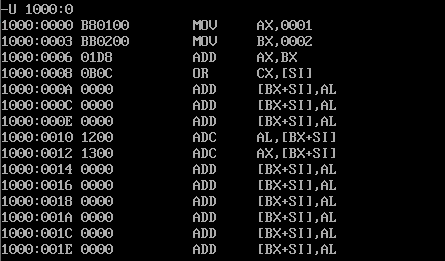 -U 1000:0
1000:0000 B80100 MOV AX,0001
1000:0003 BB0200 MOV BX,0002
1000:0006 01D8 ADD AX,BX
1000:0008 0B0C OR CX,[SI]
1000:000A 0000 ADD [BX+SI],AL
1000:000C 0000 ADD [BX+SI],AL
1000:000E 0000 ADD [BX+SI],AL
1000:0010 1200 ADC AL,[BX+SI]
1000:0012 1300 ADC AX,[BX+SI]
1000:0014 0000 ADD [BX+SI],AL
1000:0016 0000 ADD [BX+SI],AL
1000:0018 0000 ADD [BX+SI],AL
1000:001A 0000 ADD [BX+SI],AL
1000:001C 0000 ADD [BX+SI],AL
1000:001E 0000 ADD [BX+SI],AL